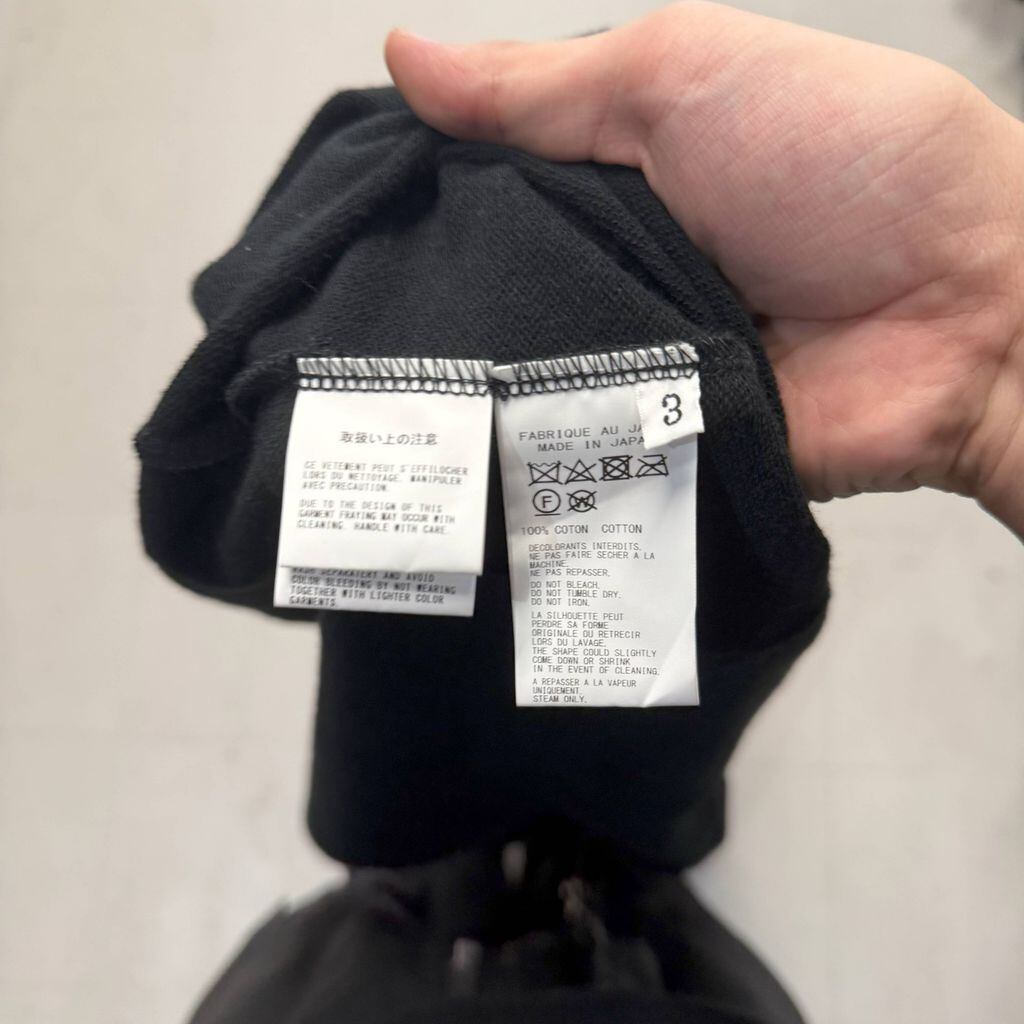 取扱い上の注意
CE VETEMENT PEUT S'EFFILOCHER
LORS DU NETTOYAGE. MANIPULER
AVEC PRECAUTION.
DUE TO THE DESIGN OF THIS
GARMENT FRAYING MAY OCCUR WITH
CLEANING. HANDLE WITH CARE.
WASH SEPARATERY AND AVOID
COLOR BLEEDING BY NOT WEARING
TOGETHER WITH LIGHTER COLOR
GARMENTS.
3
FABRIQUE AU
MADE IN
F
W
100% COTON COTTON
DECOLORANTS INTERDITS.
NE PAS FAIRE SECHER A LA
MACHINE.
NE PAS REPASSER.
DO NOT BLEACH.
DO NOT TUMBLE DRY.
DO NOT IRON.
LA SILHOUETTE PEUT
PERDRE SA FORME
ORIGINALE OU RETRECIR
LORS DU LAVAGE.
THE SHAPE COULD SLIGHTLY
COME DOWN OR SHRINK
IN THE EVENT OF CLEANING.
A REPASSER A LA VAPEUR
UNIQUEMENT.
STEAM ONLY.